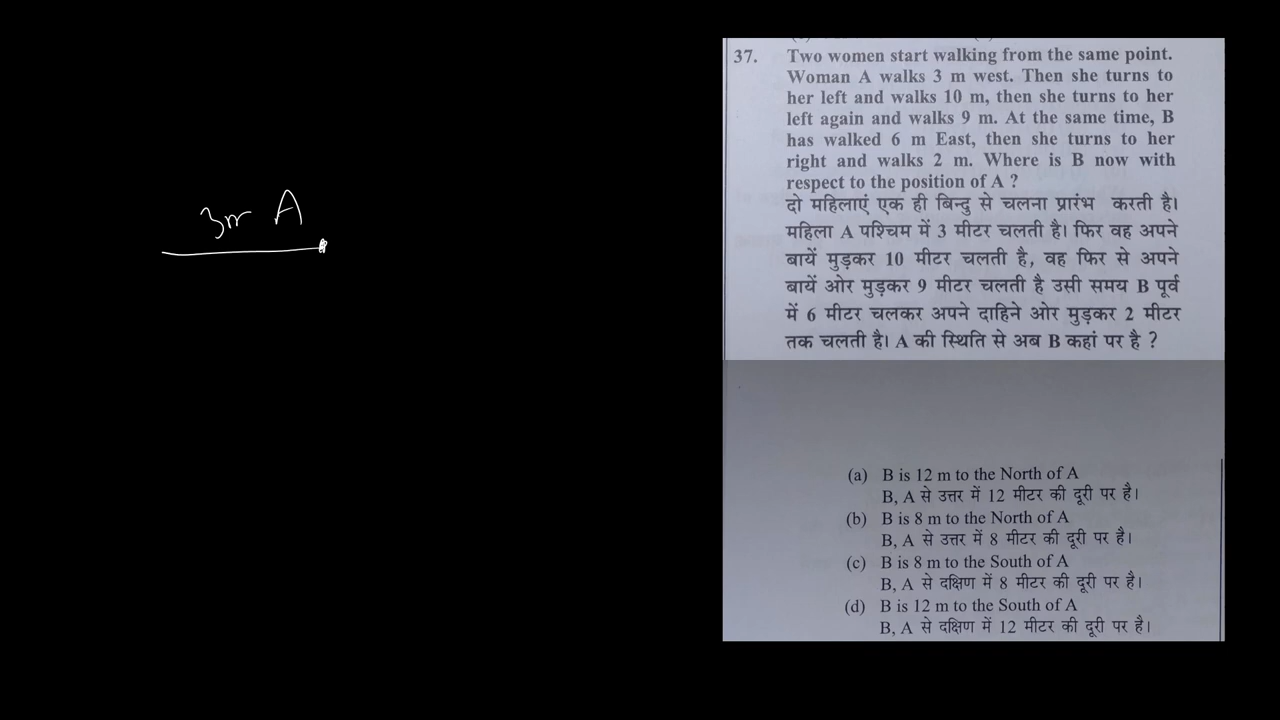 3m A
37. Two women start walking from the same point.
Woman A walks 3 m west. Then she turns to
her left and walks 10 m, then she turns to her
left again and walks 9 m. At the same time, B
has walked 6 m East, then she turns to her
right and walks 2 m. Where is B now with
respect to the position of A ?
दो महिलाएं एक ही बिन्दु से चलना प्रारंभ करती है।
महिला A पश्चिम में 3 मीटर चलती है। फिर वह अपने
बायें मुड़कर 10 मीटर चलती है, वह फिर से अपने
बायें ओर मुड़कर 9 मीटर चलती है उसी समय B पूर्व
में 6 मीटर चलकर अपने दाहिने ओर मुड़कर 2 मीटर
तक चलती है। A की स्थिति से अब B कहां पर है ?
(a) B is 12 m to the North of A
B, A से उत्तर में 12 मीटर की दूरी पर है।
(b) B is 8 m to the North of A
B, A से उत्तर में 8 मीटर की दूरी पर है।
(c) B is 8 m to the South of A
B, A से दक्षिण में 8 मीटर की दूरी पर है।
(d) B is 12 m to the South of A
B, A से दक्षिण में 12 मीटर की दूरी पर है।